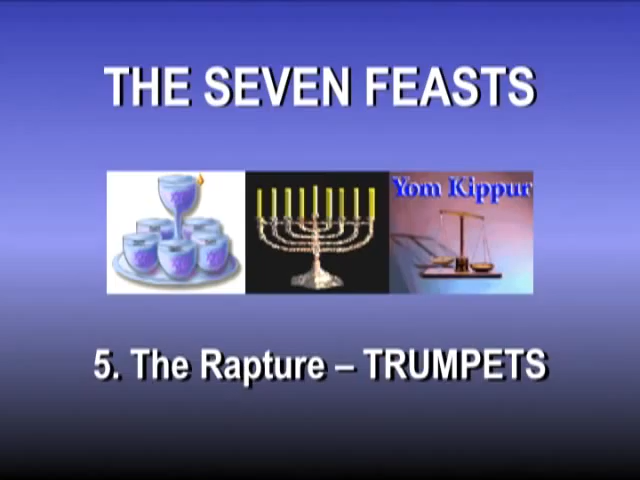 THE SEVEN FEASTS
Yom Kippur
5. The Rapture – TRUMPETS